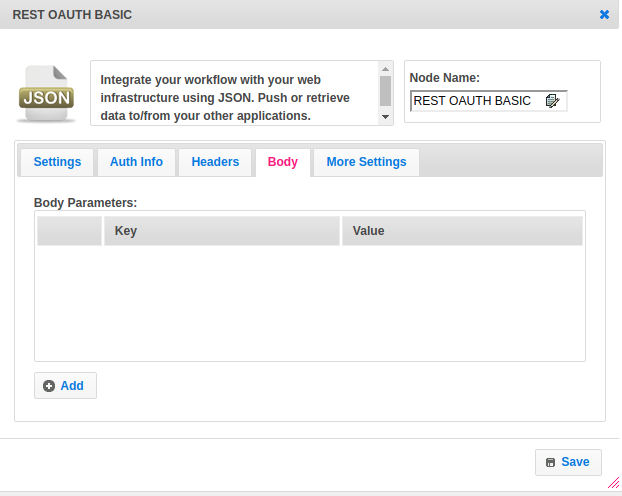 REST OAUTH BASIC
JSON
Integrate your workflow with your web
infrastructure using JSON. Push or retrieve
data to/from your other applications.
Node Name:
REST OAUTH BASIC
Settings Auth Info Headers Body More Settings
Body Parameters:
Key Value
Add
Save